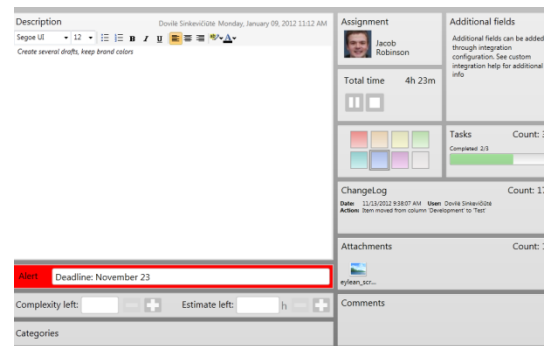 Description
Dovilė Sinkevičiūtė Monday, January 09, 2012 11:12 AM
Segoe UI 12 B I U A
Create several drafts, keep brand colors
Alert Deadline: November 23
Complexity left: Estimate left: h
Categories
Assignment
Jacob
Robinson
Total time 4h 23m
Additional fields
Additional fields can be added
through integration
configuration. See custom
integration help for additional
info
Tasks Count: 3
Completed 2/3
ChangeLog Count: 17
Date: 11/13/2012 9:38:07 AM User: Dovilė Sinkevičiūtė
Action: Item moved from column 'Development' to 'Test'
Attachments Count:
eylean_scr...
Comments